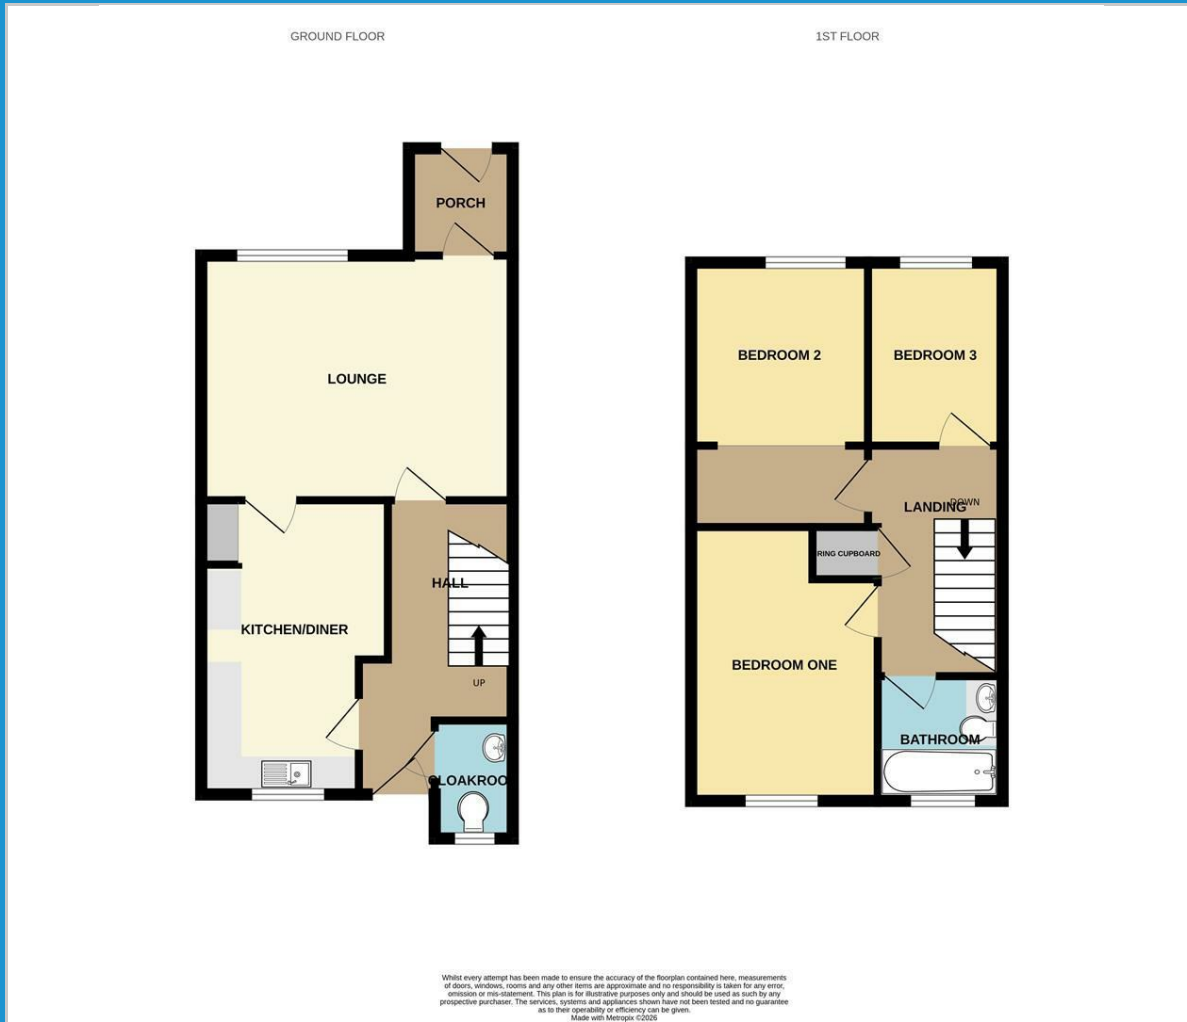 GROUND FLOOR
1ST FLOOR
PORCH
LOUNGE
KITCHEN/DINER
HALL
UP
CLOAKROO
BEDROOM 2
BEDROOM 3
LANDING
DOWN
RING CUPBOARD
BEDROOM ONE
BATHROOM
Whilst every attempt has been made to ensure the accuracy of the floorplan contained here, measurements
of doors, windows, rooms and any other items are approximate and no responsibility is taken for any error,
omission or mis-statement. This plan is for illustrative purposes only and should be used as such by any
prospective purchaser. The services, systems and appliances shown have not been tested and no guarantee
as to their operability or efficiency can be given.
Made with Metropix ©2026